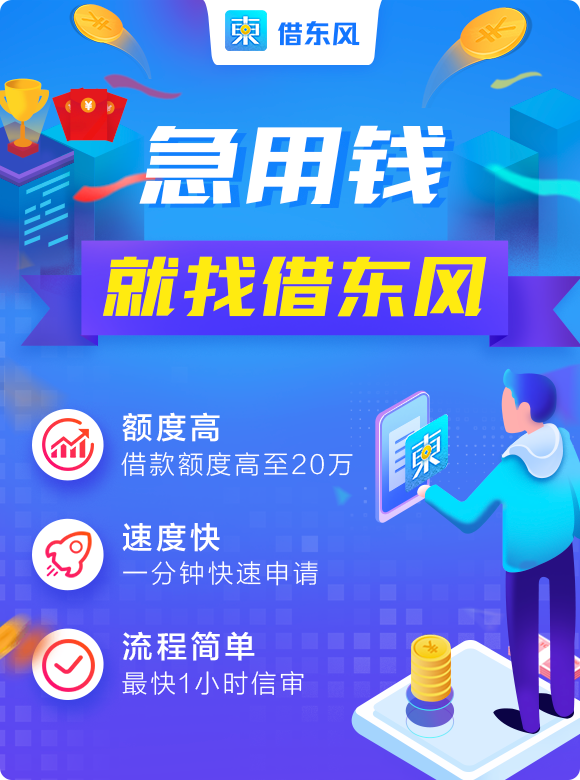 東 借东风
急用钱
就找借东风
额度高
借款额度高至20万
東
速度快
一分钟快速申请
流程简单
最快1小时信审